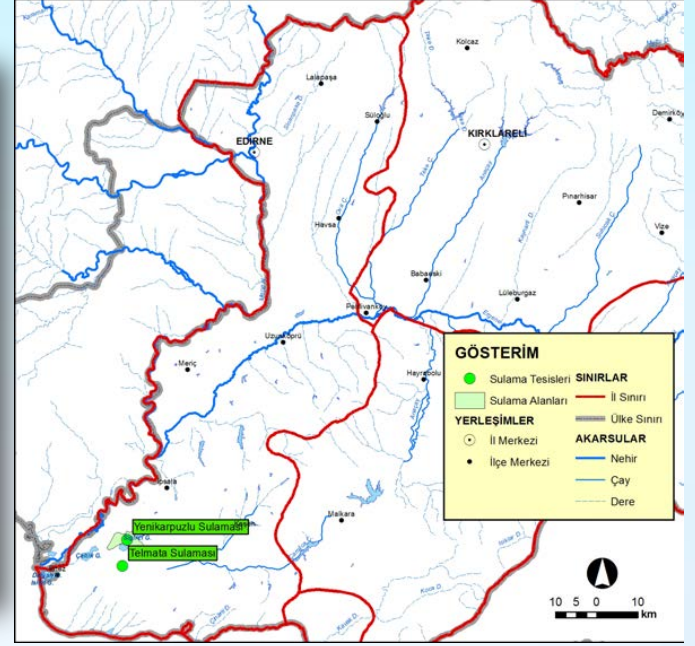 Kofcaz
Lalapaşa
Demirköy
Süloğlu
EDİRNE
KIRKLARELİ
Pınarhisar
Havsa
Vize
Babaeski
Lüleburgaz
Pehlivanköy
Uzunköprü
Meriç
Hayrabolu
İpsala
Malkara
Yenikarpuzlu Sulaması
Telmata Sulaması
GÖSTERİM
Sulama Tesisleri
Sulama Alanları
YERLEŞİMLER
İl Merkezi
İlçe Merkezi
SINIRLAR
İl Sınırı
Ülke Sınırı
AKARSULAR
Nehir
Çay
Dere
10 5 0 10
km